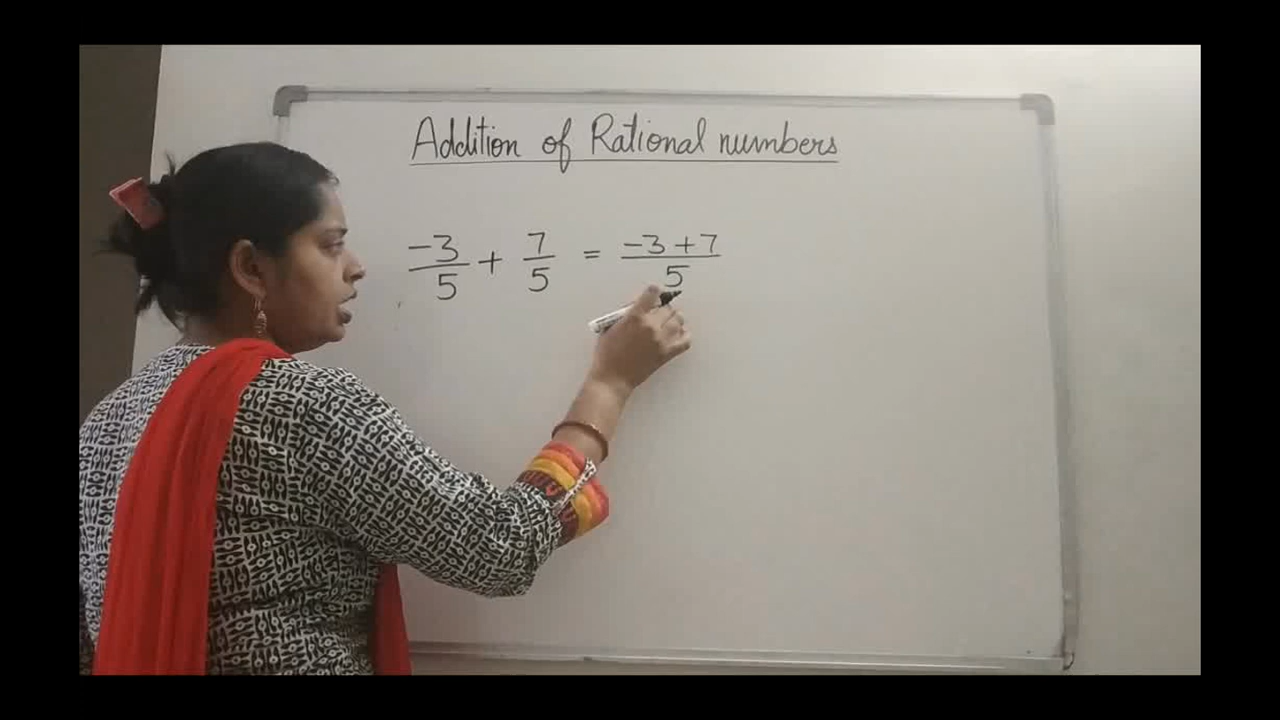 Addition of Rational numbers
-3/5 + 7/5 = -3+7/5